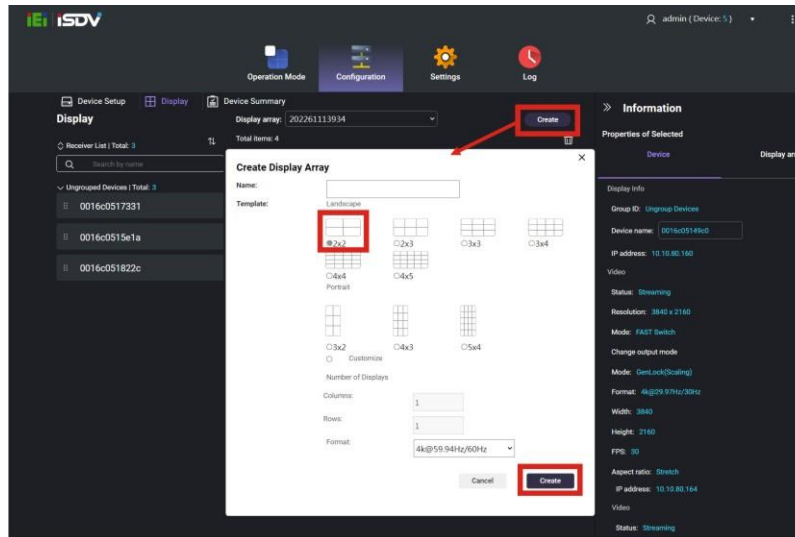 iEi iSDV
admin ( Device: 5 )
Operation Mode
Configuration
Settings
Log
Device Setup
Display
Device Summary
Display
Display array: 202261113934
Create
Receiver List | Total: 3
Total items: 4
Search by name
Ungrouped Devices | Total: 3
0016c0517331
0016c0515e1a
0016c051822c
Create Display Array
Name:
Template:
Landscape
2x2
2x3
3x3
3x4
4x4
4x5
Portrait
3x2
4x3
5x4
Customize
Number of Displays
Columns:
1
Rows:
1
Format:
4k@59.94Hz/60Hz
Cancel
Create
Information
Properties of Selected
Device
Display ar
Display Info
Group ID: Ungroup Devices
Device name: 0016c05149c0
IP address: 10.10.80.160
Video
Status: Streaming
Resolution: 3840 x 2160
Mode: FAST Switch
Change output mode
Mode: GenLock(Scaling)
Format: 4k@29.97Hz/30Hz
Width: 3840
Height: 2160
FPS: 30
Aspect ratio: Stretch
IP address: 10.10.80.164
Video
Status: Streaming